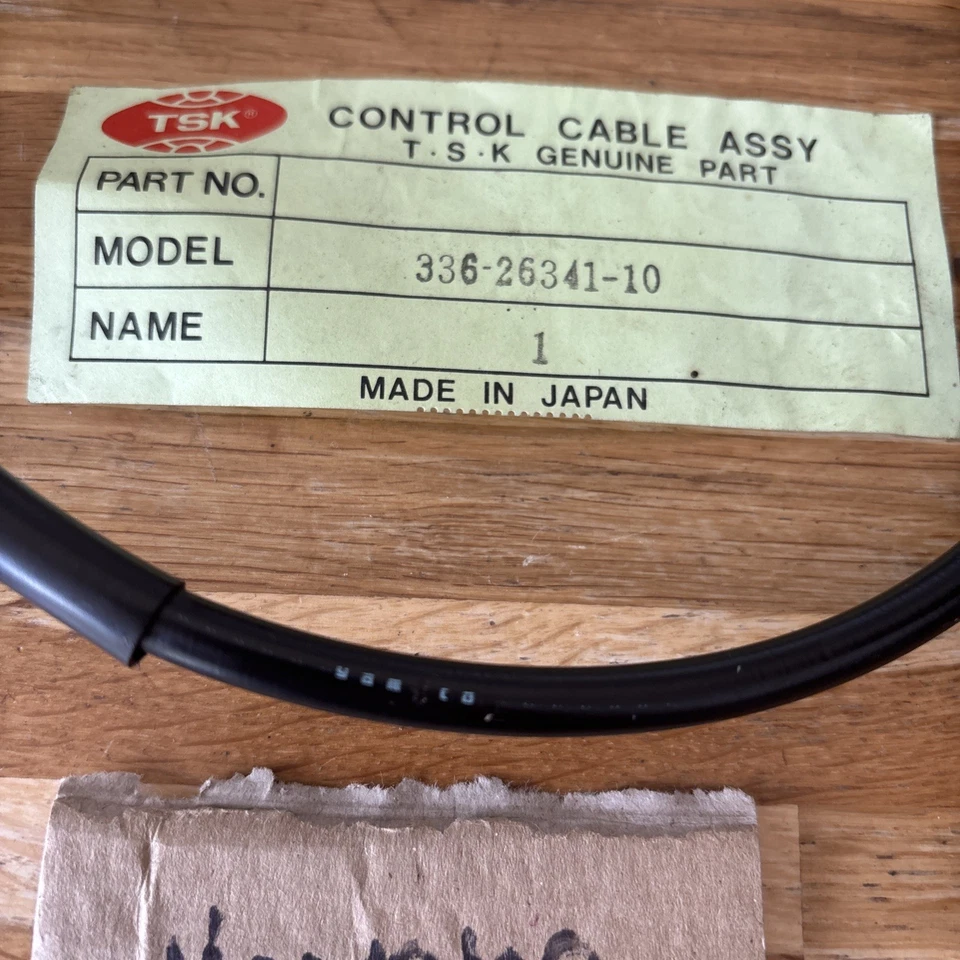 TSK®
CONTROL CABLE ASSY
T·S·K GENUINE PART
PART NO.
MODEL 336-26341-10
NAME 1
MADE IN JAPAN